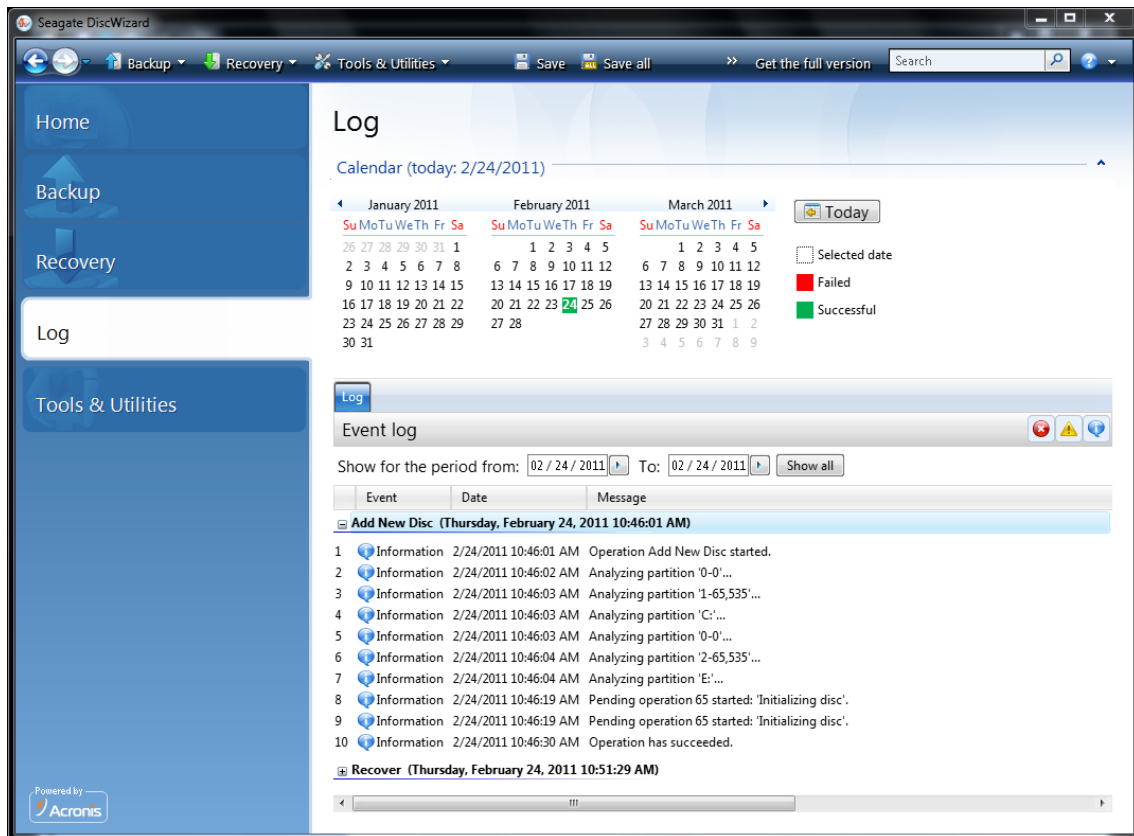 Seagate DiscWizard
Backup Recovery Tools & Utilities Save Save all Get the full version Search
Home
Backup
Recovery
Log
Tools & Utilities
Powered by
Acronis
Log
Calendar (today: 2/24/2011)
January 2011 February 2011 March 2011 Today
Su Mo Tu We Th Fr Sa Su Mo Tu We Th Fr Sa Su Mo Tu We Th Fr Sa
26 27 28 29 30 31 1 1 2 3 4 5 1 2 3 4 5 Selected date
2 3 4 5 6 7 8 6 7 8 9 10 11 12 6 7 8 9 10 11 12
9 10 11 12 13 14 15 13 14 15 16 17 18 19 13 14 15 16 17 18 19 Failed
16 17 18 19 20 21 22 20 21 22 23 24 25 26 20 21 22 23 24 25 26 Successful
23 24 25 26 27 28 29 27 28 27 28 29 30 31 1 2
30 31 3 4 5 6 7 8 9
Log
Event log
Show for the period from: 02 / 24 / 2011 To: 02 / 24 / 2011 Show all
Event Date Message
Add New Disc (Thursday, February 24, 2011 10:46:01 AM)
1 Information 2/24/2011 10:46:01 AM Operation Add New Disc started.
2 Information 2/24/2011 10:46:02 AM Analyzing partition '0-0'...
3 Information 2/24/2011 10:46:03 AM Analyzing partition '1-65,535'...
4 Information 2/24/2011 10:46:03 AM Analyzing partition 'C:'...
5 Information 2/24/2011 10:46:03 AM Analyzing partition '0-0'...
6 Information 2/24/2011 10:46:04 AM Analyzing partition '2-65,535'...
7 Information 2/24/2011 10:46:04 AM Analyzing partition 'E:'...
8 Information 2/24/2011 10:46:19 AM Pending operation 65 started: 'Initializing disc'.
9 Information 2/24/2011 10:46:19 AM Pending operation 65 started: 'Initializing disc'.
10 Information 2/24/2011 10:46:30 AM Operation has succeeded.
Recover (Thursday, February 24, 2011 10:51:29 AM)